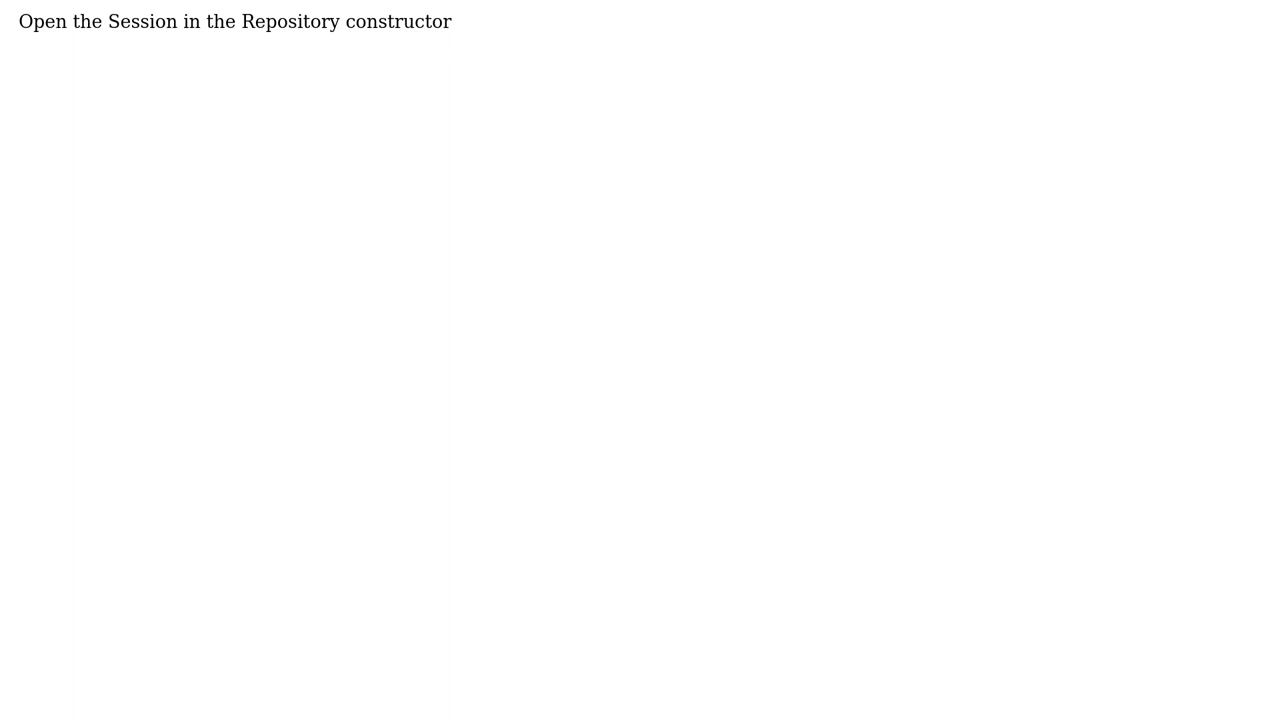 Open the Session in the Repository constructor